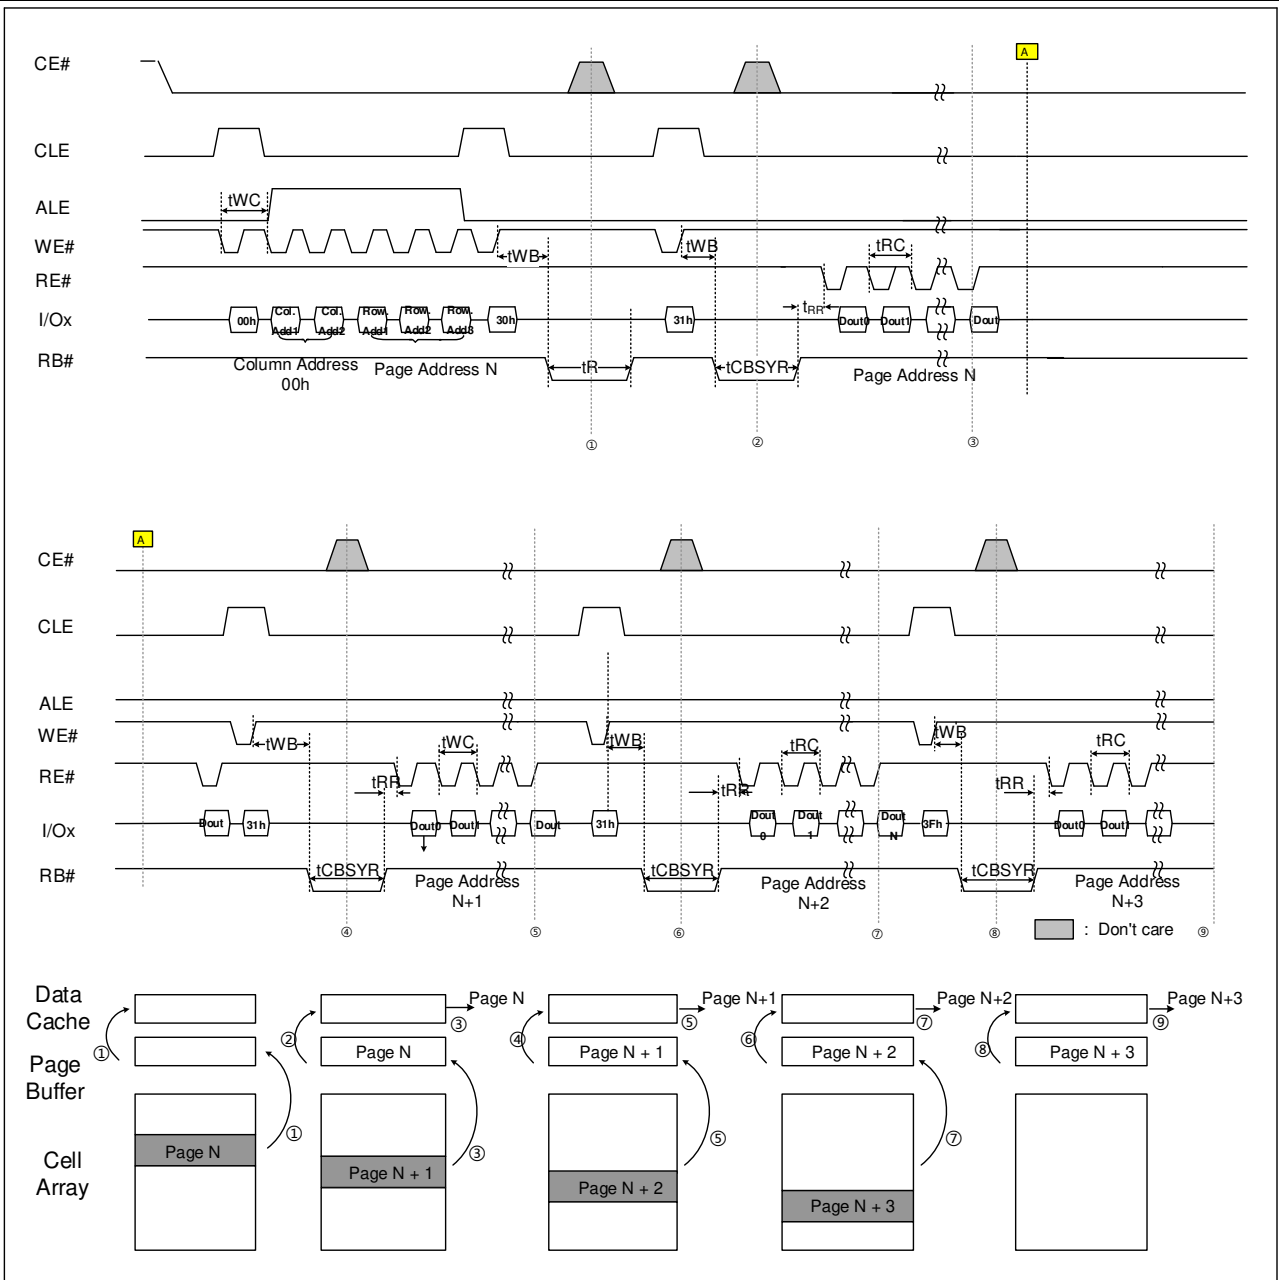 A
CE#
CLE
ALE
tWC
WE#
tWB
tWB
tRC
RE#
tRR
I/Ox
00h
Col. Add1
Col. Add2
Row. Add1
Row. Add2
Row. Add3
30h
31h
Dout0
Dout1
Dout
RB#
Column Address
00h
Page Address N
tR
tCBSYR
Page Address N
①
②
③
A
CE#
CLE
ALE
WE#
tWB
tWC
tWB
tRC
tWB
tRC
RE#
tRR
tRR
tRR
I/Ox
Dout
31h
Dout0
Dout1
Dout
31h
Dout 0
Dout 1
Dout N
3Fh
Dout0
Dout1
RB#
tCBSYR
Page Address
N+1
tCBSYR
Page Address
N+2
tCBSYR
Page Address
N+3
: Don't care
④
⑤
⑥
⑦
⑧
⑨
Data
Cache
Page N
Page N+1
Page N+2
Page N+3
③
⑤
⑦
⑨
①
②
④
⑥
⑧
Page
Buffer
Page N
Page N + 1
Page N + 2
Page N + 3
①
③
⑤
⑦
Cell
Array
Page N
Page N + 1
Page N + 2
Page N + 3